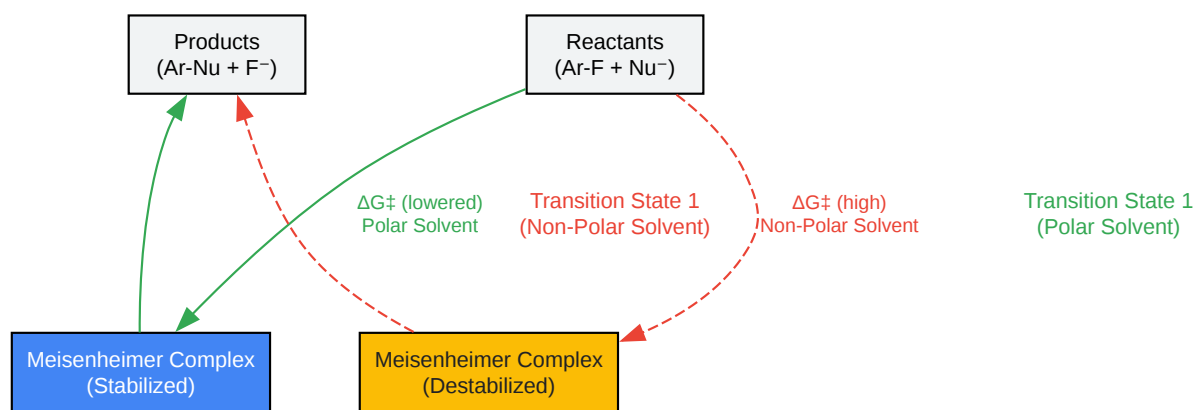 Products
(Ar-Nu + F⁻)
Reactants
(Ar-F + Nu⁻)
ΔG‡ (lowered)
Polar Solvent
Transition State 1
(Non-Polar Solvent)
ΔG‡ (high)
Non-Polar Solvent
Transition State 1
(Polar Solvent)
Meisenheimer Complex
(Stabilized)
Meisenheimer Complex
(Destabilized)